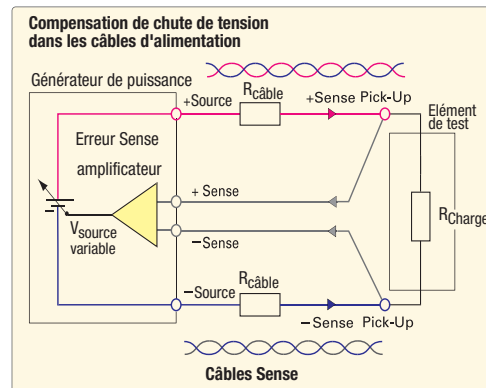 Compensation de chute de tension
dans les câbles d'alimentation
Générateur de puissance
+Source
Rcâble
+Sense Pick-Up
Elément
de test
Erreur Sense
amplificateur
+ Sense
RCharge
Vsource
variable
−Sense
−Source
Rcâble
−Sense Pick-Up
Câbles Sense